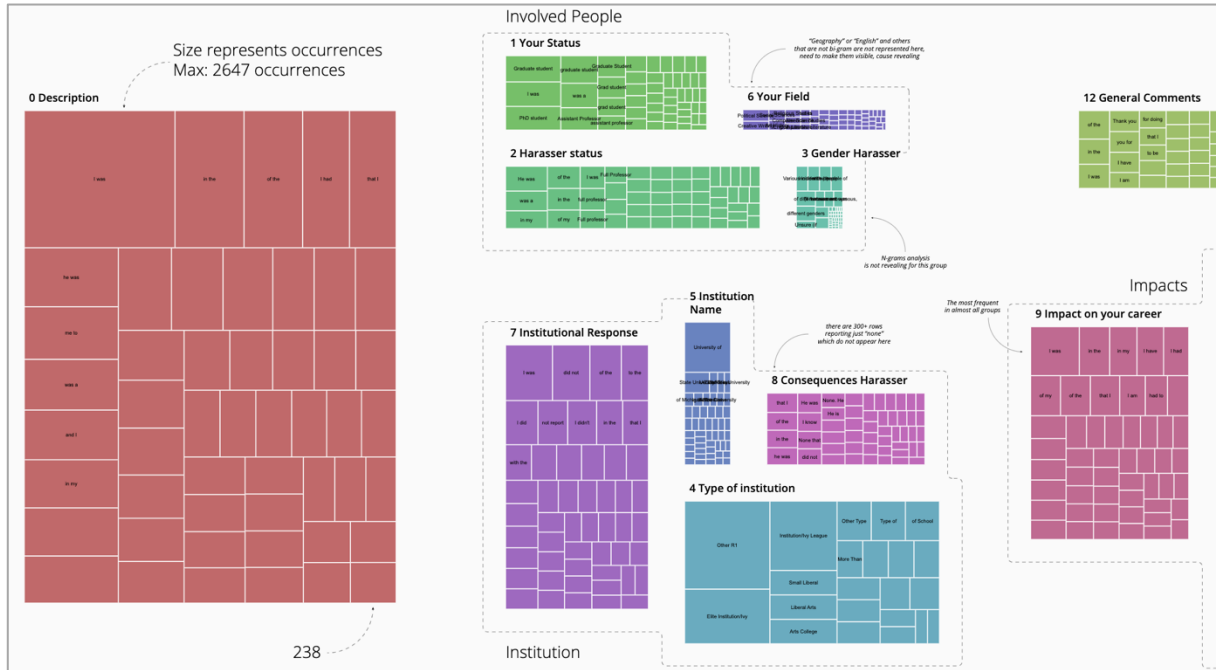 Involved People
Size represents occurrences
Max: 2647 occurrences
0 Description
I was
in the
of the
I had
that I
he was
me to
was a
and I
in my
238
1 Your Status
Graduate student
graduate student
Graduate Student
I was
was a
Grad student
grad student
PhD student
Assistant Professor
assistant professor
"Geography" or "English" and others
that are not bi-gram are not represented here,
need to make them visible, cause revealing
6 Your Field
2 Harasser status
He was
of the
I was
Full Professor
was a
in the
full professor
in my
of my
Full professor
3 Gender Harasser
different genders
Unsure of
N-grams analysis
is not revealing for this group
12 General Comments
of the
Thank you
for doing
in the
you for
that I
I have
to be
I was
I am
5 Institution
Name
University of
7 Institutional Response
I was
did not
of the
to the
I did
not report
I didn't
in the
that I
with the
there are 300+ rows
reporting just "none"
which do not appear here
8 Consequences Harasser
that I
He was
None. He
of the
I know
He is
in the
None that
he was
did not
4 Type of institution
Other R1
Institution/Ivy League
Other Type
Type of
of School
More Than
Small Liberal
Liberal Arts
Elite Institution/Ivy
Arts College
Institution
Impacts
The most frequent
in almost all groups
9 Impact on your career
I was
in the
in my
I have
I had
of my
of the
that I
I am
had to